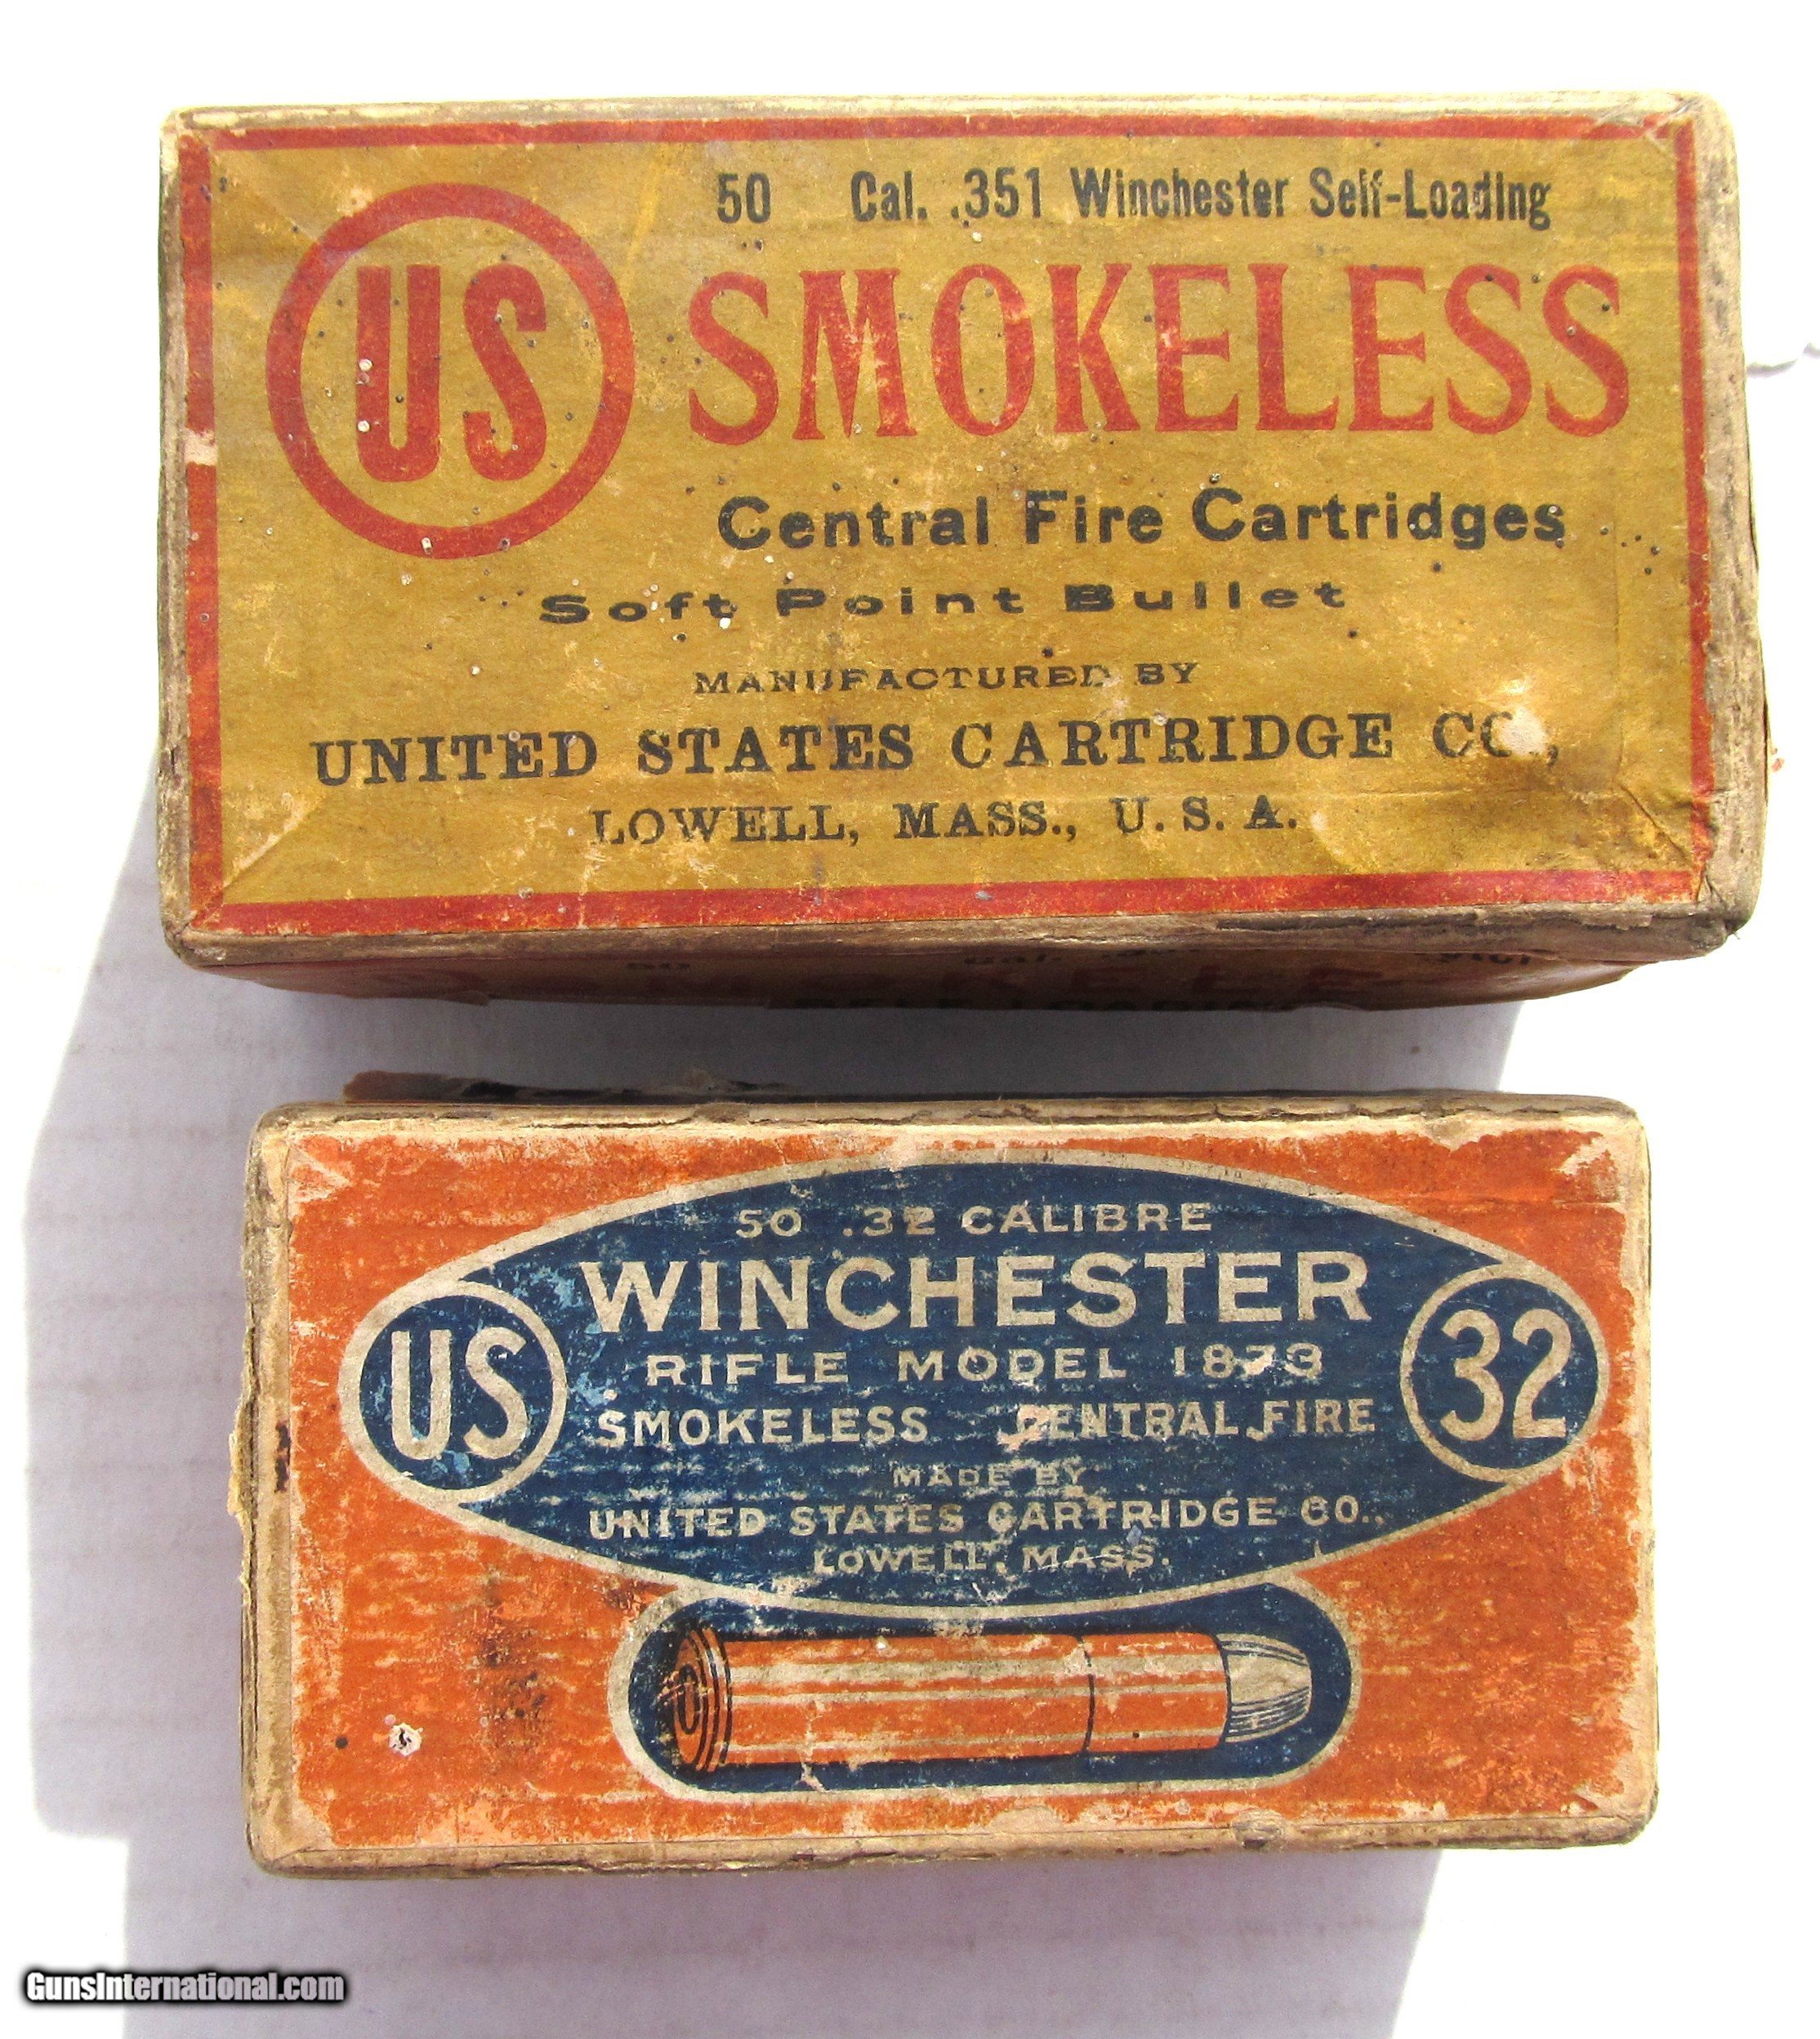 50 Cal. .351 Winchester Self-Loading
US SMOKELESS
Central Fire Cartridges
Soft Point Bullet
MANUFACTURED BY
UNITED STATES CARTRIDGE CO.,
LOWELL, MASS., U.S.A.
50 .32 CALIBRE
WINCHESTER
RIFLE MODEL 1873
US
32
SMOKELESS CENTRAL FIRE
MADE BY
UNITED STATES CARTRIDGE CO.,
LOWELL, MASS.
GunsInternational.com